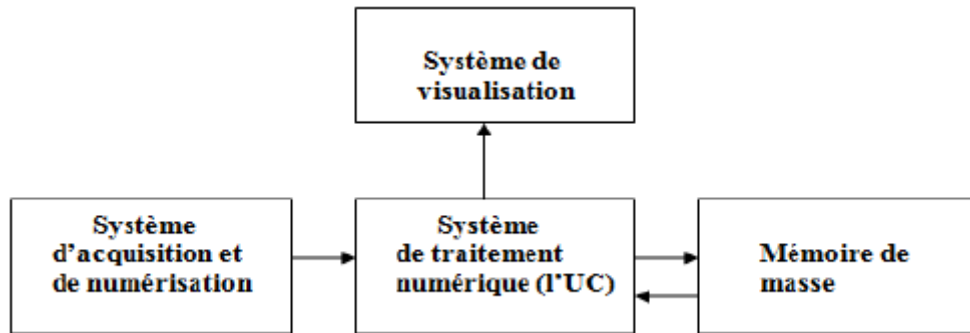 Système de
visualisation
Système
d'acquisition et
de numérisation
Système
de traitement
numérique (l'UC)
Mémoire de
masse